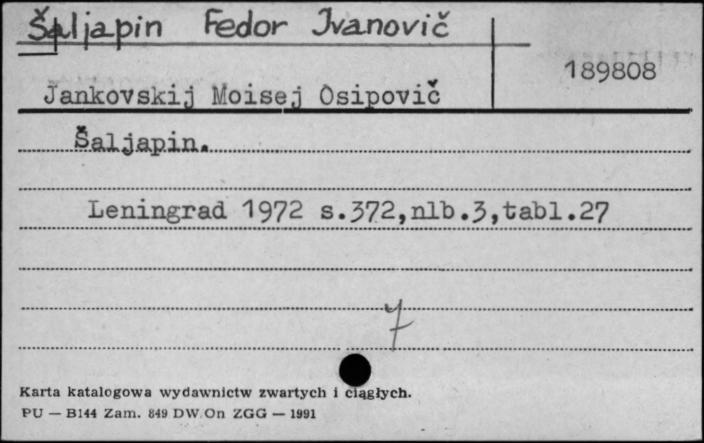 Šaljapin Fedor Ivanovič
189808
Jankovskij Moisej Osipovič
Šaljapin.
Leningrad 1972 s.372,nlb.3,tabl.27
7
Karta katalogowa wydawnictw zwartych i ciągłych.
PU — B144 Zam. 849 DW.On ZGG — 1991